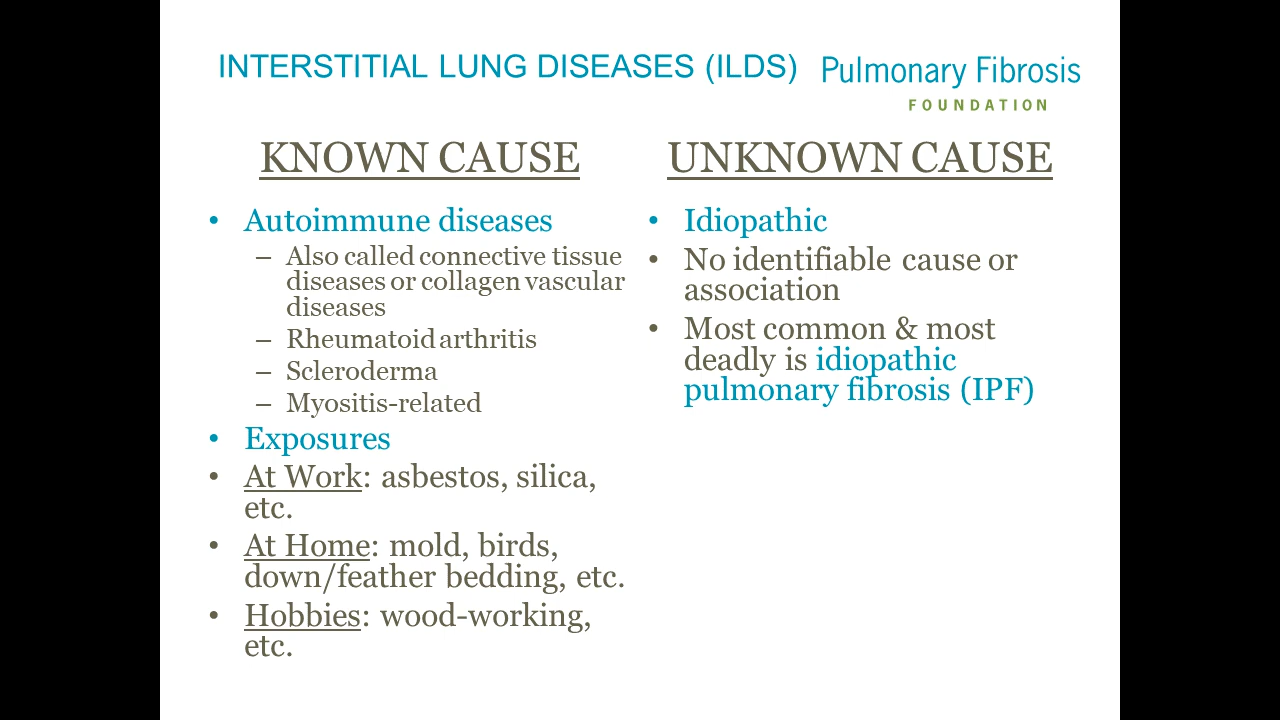 INTERSTITIAL LUNG DISEASES (ILDS)
Pulmonary Fibrosis
FOUNDATION
KNOWN CAUSE
• Autoimmune diseases
– Also called connective tissue
diseases or collagen vascular
diseases
– Rheumatoid arthritis
– Scleroderma
– Myositis-related
• Exposures
• At Work: asbestos, silica,
etc.
• At Home: mold, birds,
down/feather bedding, etc.
• Hobbies: wood-working,
etc.
UNKNOWN CAUSE
• Idiopathic
• No identifiable cause or
association
• Most common & most
deadly is idiopathic
pulmonary fibrosis (IPF)